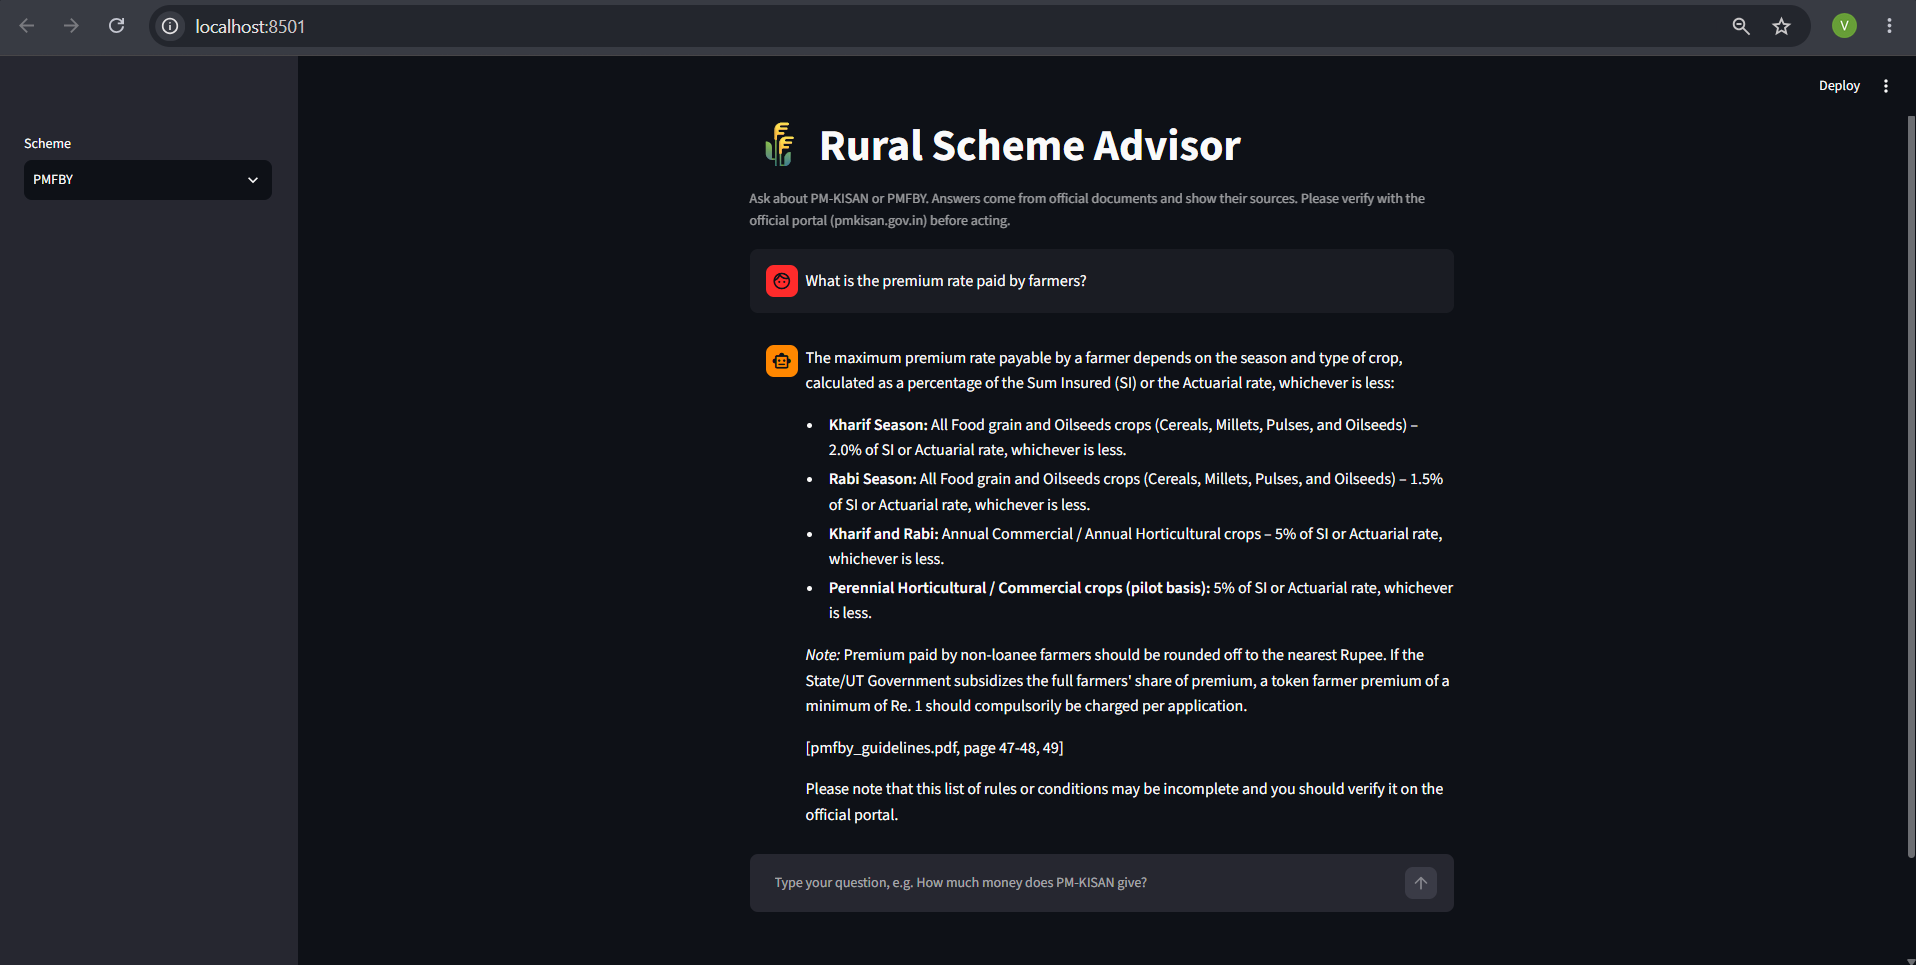 localhost:8501
Deploy
Scheme
PMFBY
Rural Scheme Advisor
Ask about PM-KISAN or PMFBY. Answers come from official documents and show their sources. Please verify with the
official portal (pmkisan.gov.in) before acting.
What is the premium rate paid by farmers?
The maximum premium rate payable by a farmer depends on the season and type of crop,
calculated as a percentage of the Sum Insured (SI) or the Actuarial rate, whichever is less:
• Kharif Season: All Food grain and Oilseeds crops (Cereals, Millets, Pulses, and Oilseeds) –
2.0% of SI or Actuarial rate, whichever is less.
• Rabi Season: All Food grain and Oilseeds crops (Cereals, Millets, Pulses, and Oilseeds) – 1.5%
of SI or Actuarial rate, whichever is less.
• Kharif and Rabi: Annual Commercial / Annual Horticultural crops – 5% of SI or Actuarial rate,
whichever is less.
• Perennial Horticultural / Commercial crops (pilot basis): 5% of SI or Actuarial rate, whichever
is less.
Note: Premium paid by non-loanee farmers should be rounded off to the nearest Rupee. If the
State/UT Government subsidizes the full farmers' share of premium, a token farmer premium of a
minimum of Re. 1 should compulsorily be charged per application.
[pmfby_guidelines.pdf, page 47-48, 49]
Please note that this list of rules or conditions may be incomplete and you should verify it on the
official portal.
Type your question, e.g. How much money does PM-KISAN give?
V